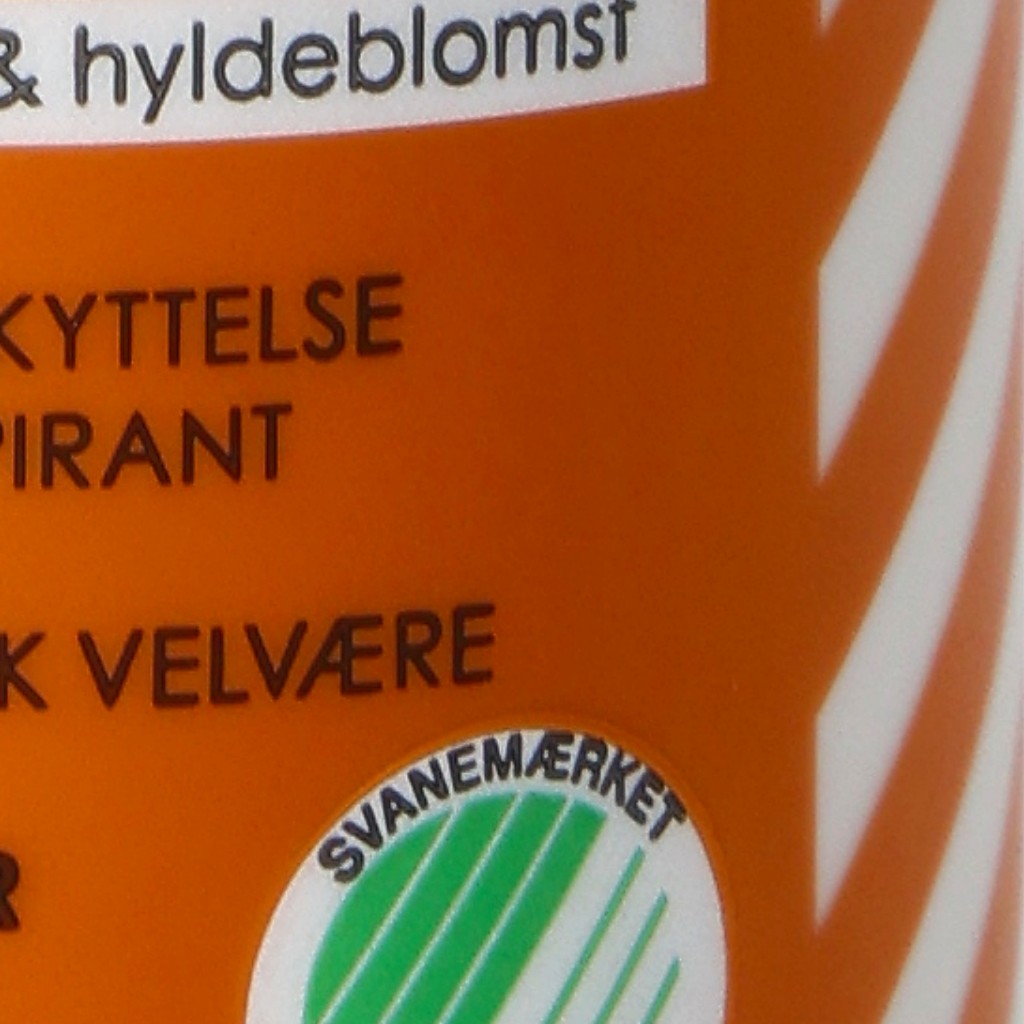 & hyldeblomst
KYTTELSE
PIRANT
K VELVÆRE
SVANEMÆRKET
R